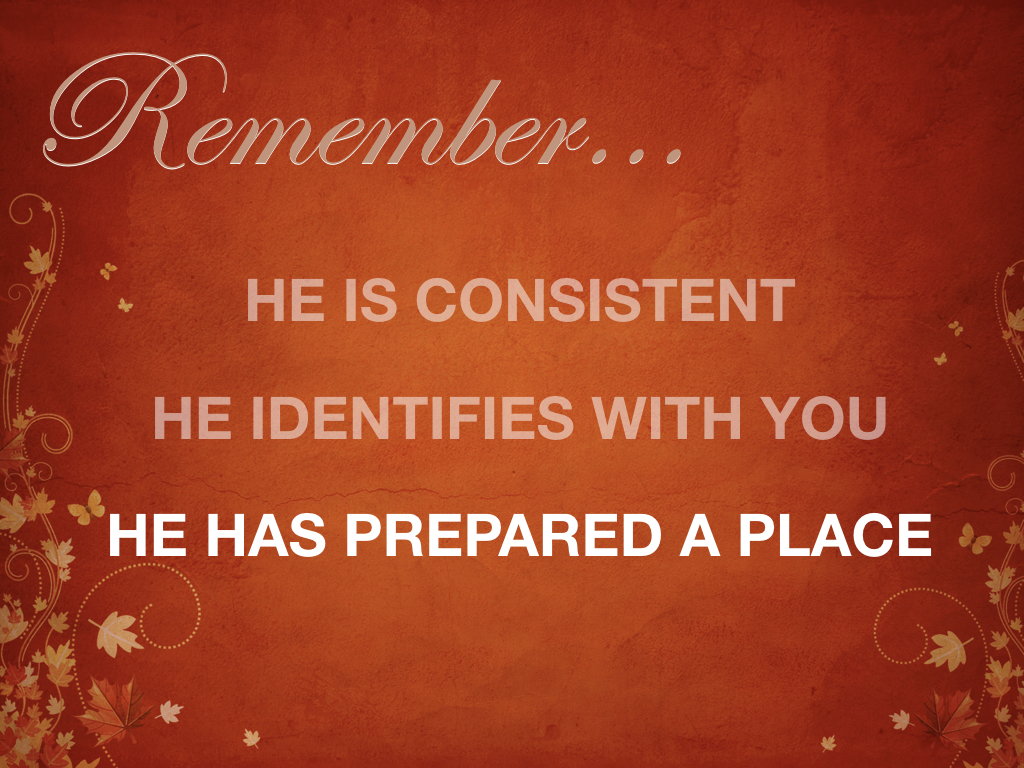 Remember...
HE IS CONSISTENT
HE IDENTIFIES WITH YOU
HE HAS PREPARED A PLACE